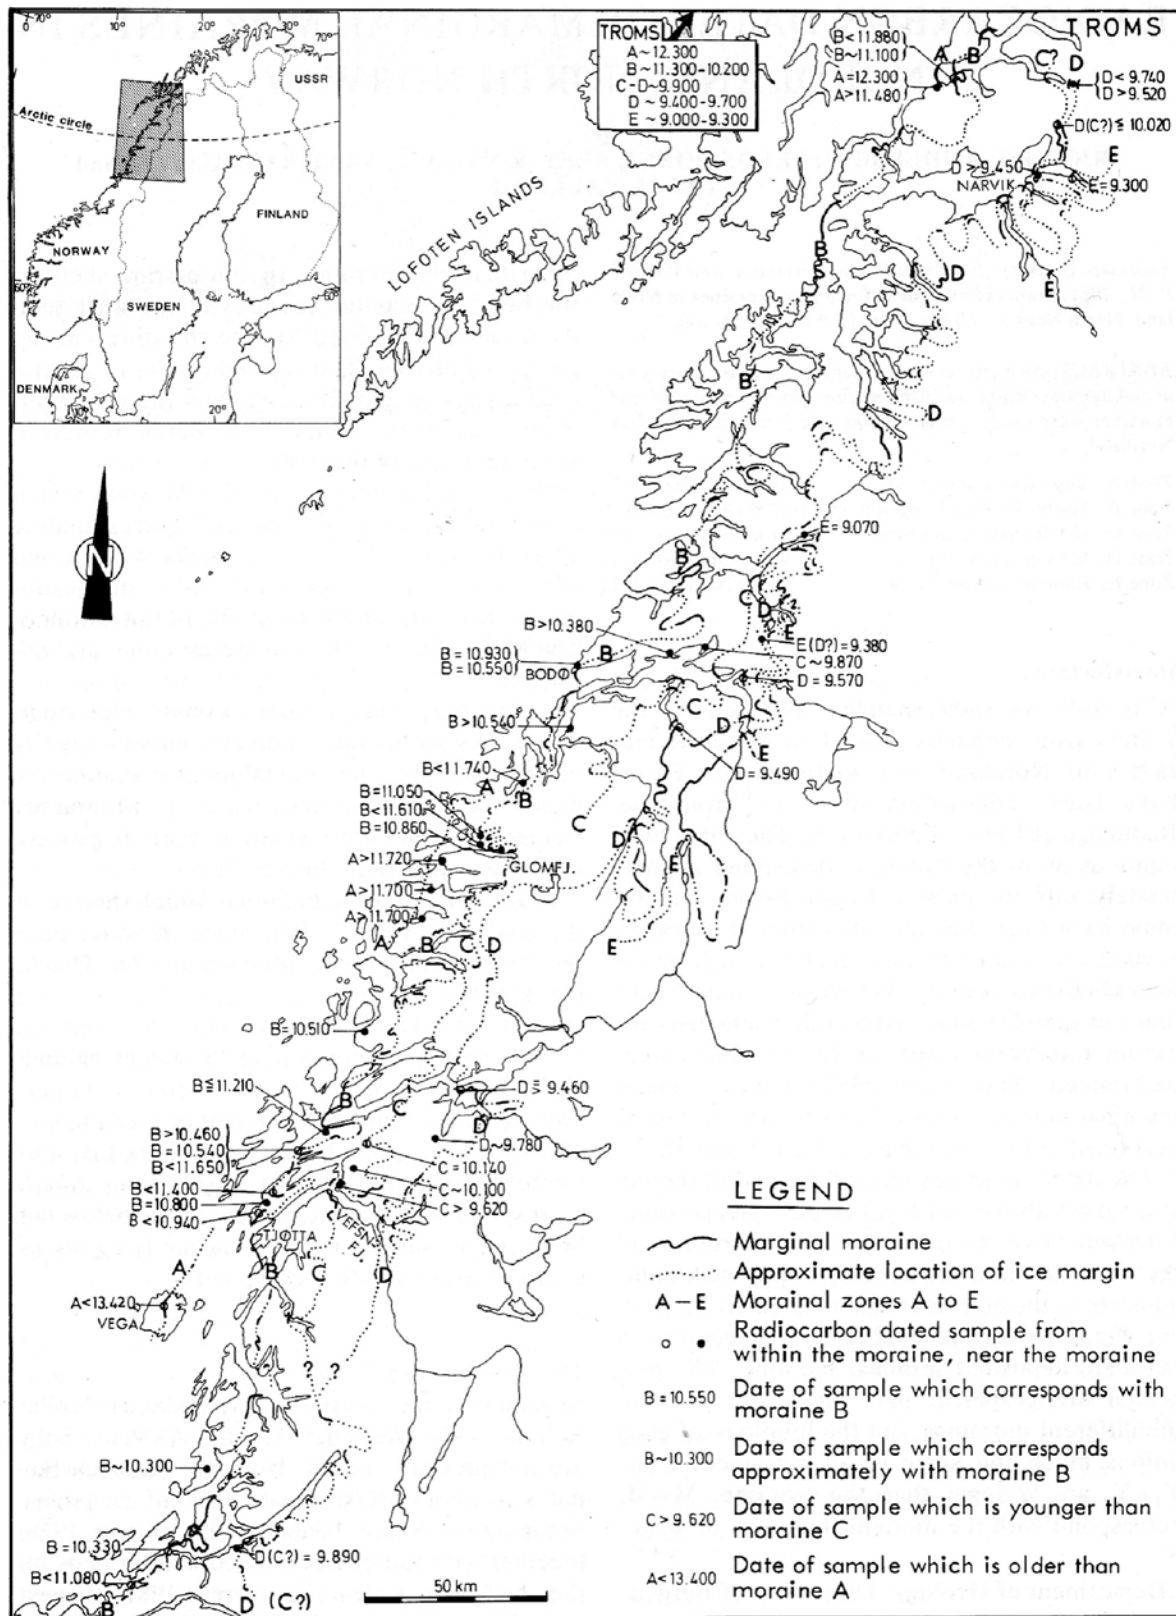 70°
10°
20°
30°
70°
USSR
Arctic circle
FINLAND
NORWAY
60°
60°
SWEDEN
DENMARK
20°
TROMS
A~12.300
B~11.300-10.200
C-D~9.900
D~9.400-9.700
E~9.000-9.300
TROMS
B<11.880
B~11.100
A=12.300
A>11.480
A
B
C?
D
D<9.740
D>9.520
D(C?)≦10.020
E
D>9.450
NARVIK
E=9.300
LOFOTEN ISLANDS
B
B
D
E
B
C
D
N
E=9.070
B
C
D
E
B>10.380
B=10.930
B=10.550
B
BODØ
E(D?)=9.380
C~9.870
D=9.570
C
D
E
B>10.540
D=9.490
B<11.740
A
B
B=11.050
B<11.610
B=10.860
C
D
E
A>11.720
GLOMFJ.
A>11.700
A>11.700
A
B
C
D
E
B=10.510
B≦11.210
B
C
D≦9.460
D
B>10.460
B=10.540
B<11.650
D~9.780
C=10.140
C~10.100
C>9.620
B<11.400
B=10.800
B<10.940
TJØTTA
VEFSN FJ.
A
B
C
D
A<13.420
VEGA
? ?
B~10.300
B=10.330
D(C?)=9.890
B<11.080
B
D (C?)
50 km
LEGEND
Marginal moraine
Approximate location of ice margin
A–E Morainal zones A to E
Radiocarbon dated sample from
within the moraine, near the moraine
B=10.550 Date of sample which corresponds with
moraine B
B~10.300 Date of sample which corresponds
approximately with moraine B
C>9.620 Date of sample which is younger than
moraine C
A<13.400 Date of sample which is older than
moraine A